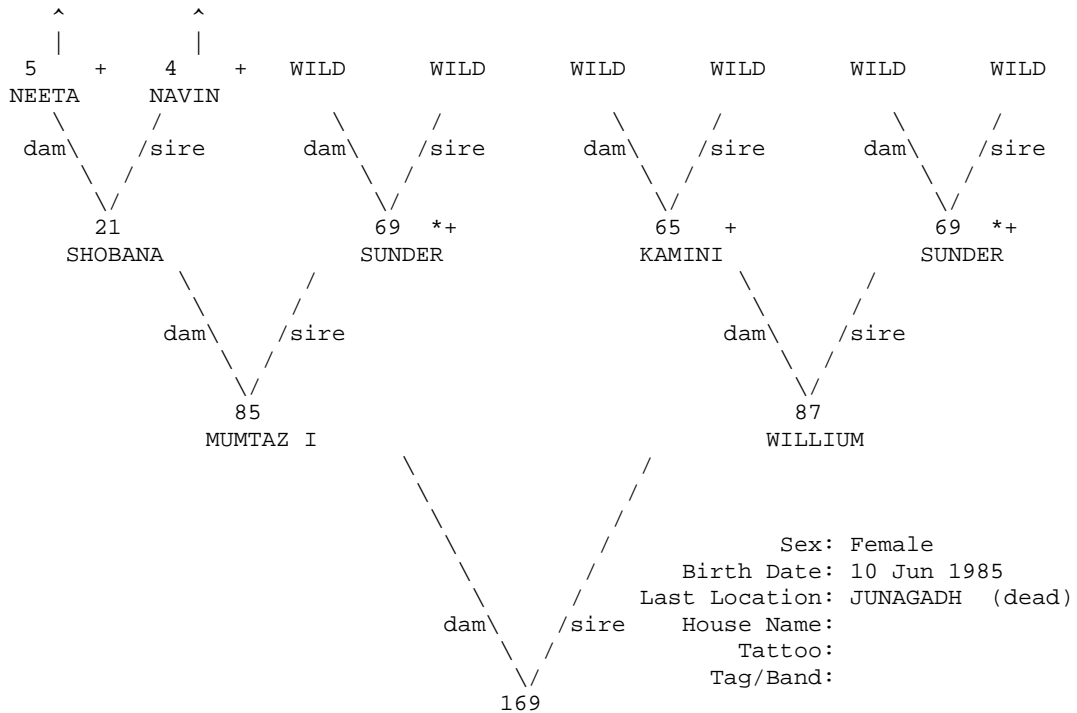 ^ ^
| |
5 + 4 + WILD WILD WILD WILD WILD WILD
NEETA NAVIN
\ / \ / \ / \ /
dam\ /sire dam\ /sire dam\ /sire dam\ /sire
\ / \ / \ / \ /
\/ \/ \/ \/
21 69 *+ 65 + 69 *+
SHOBANA SUNDER KAMINI SUNDER
\ / \ /
\ / \ /
dam\ /sire dam\ /sire
\ / \ /
\/ \/
85 87
MUMTAZ I WILLIUM
\ /
\ /
\ /
\ / Sex: Female
\ / Birth Date: 10 Jun 1985
\ / Last Location: JUNAGADH (dead)
dam\ /sire House Name:
\ / Tattoo:
\/ Tag/Band:
169